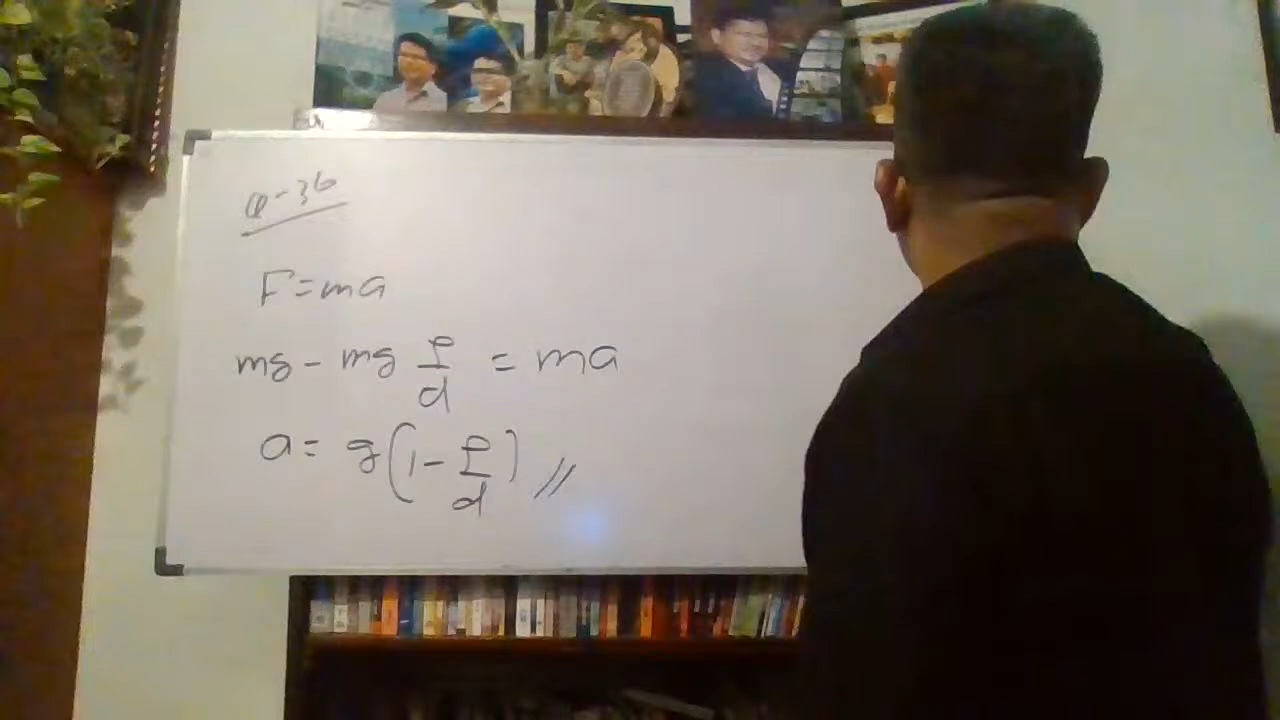 Q-36
F=ma
mg - mg ρ/d = ma
a = g(1 - ρ/d) //